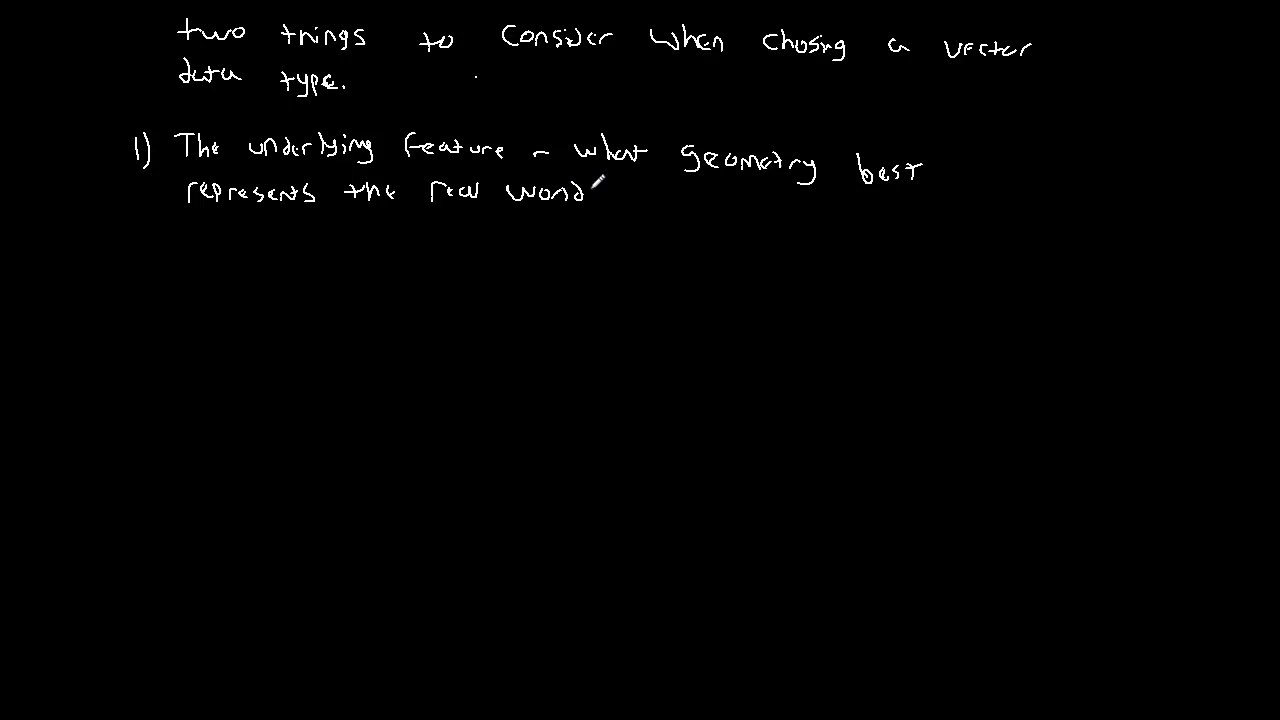 two things to consider when chosing a vector
data type.
1) The underlying feature - what geometry best
represents the real world